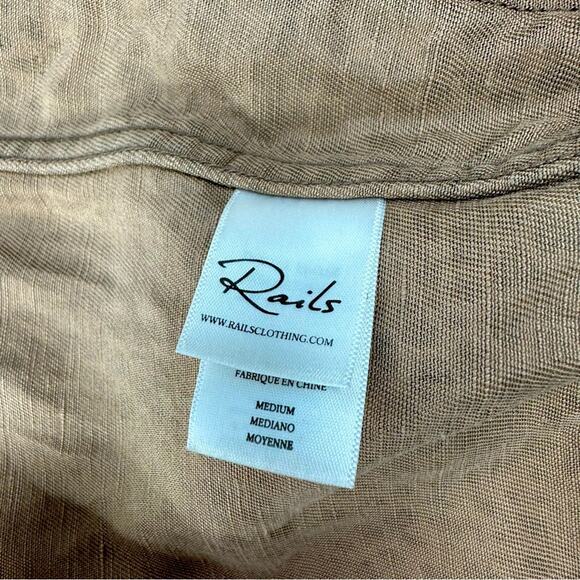 Rails
WWW.RAILSCLOTHING.COM
FABRIQUE EN CHINE
MEDIUM
MEDIANO
MOYENNE